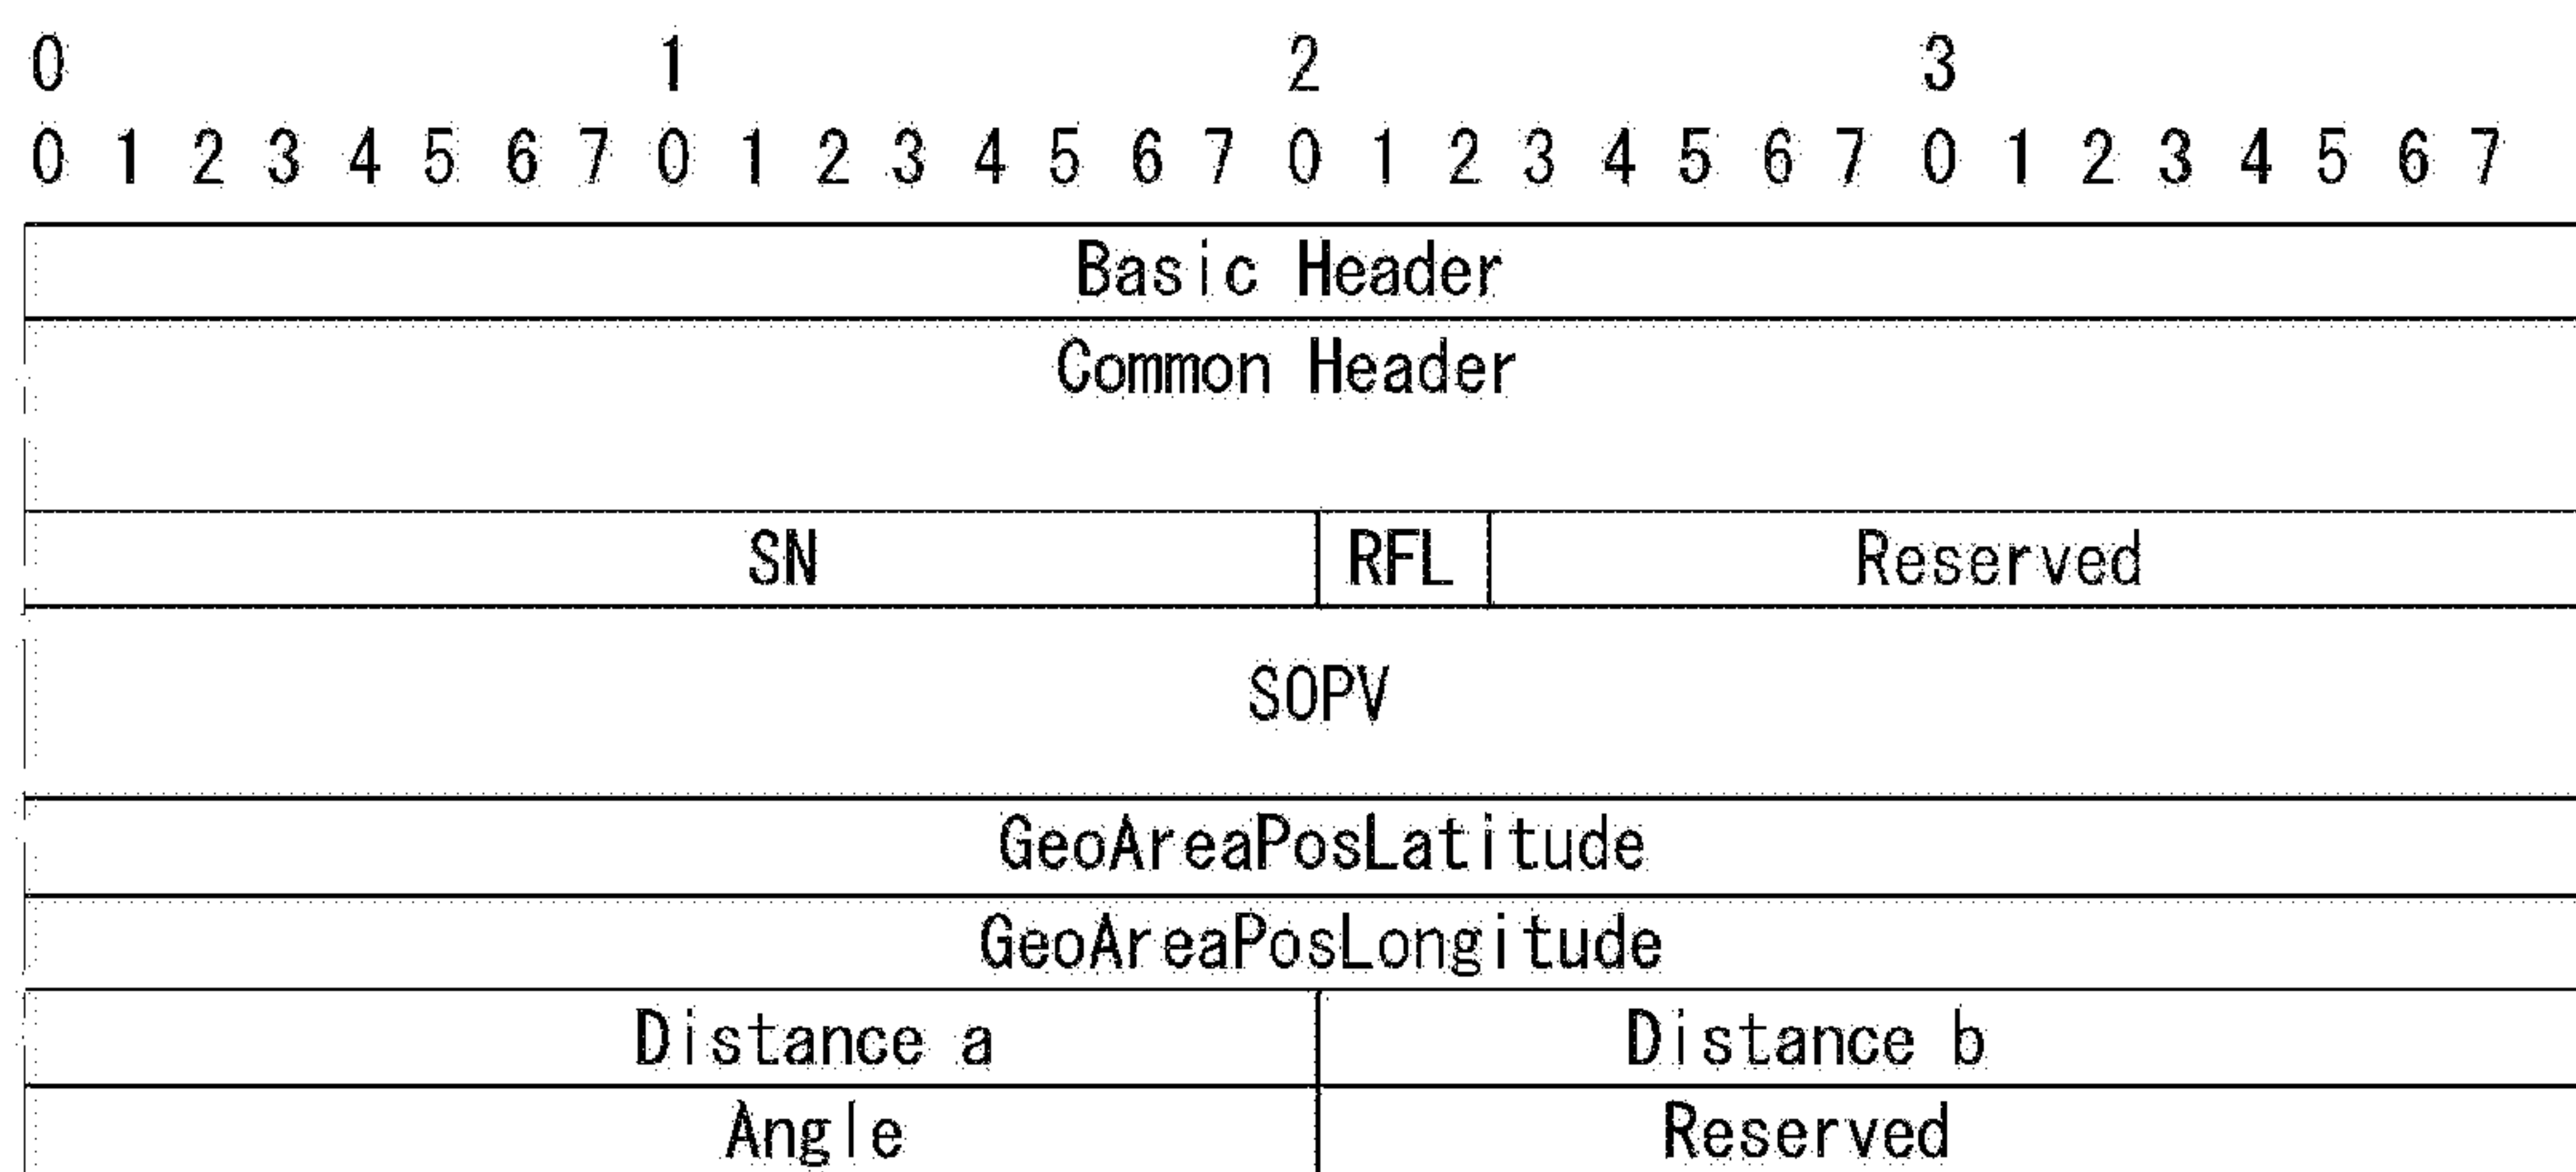 0 1 2 3
0 1 2 3 4 5 6 7 0 1 2 3 4 5 6 7 0 1 2 3 4 5 6 7 0 1 2 3 4 5 6 7
Basic Header
Common Header
SN RFL Reserved
SOPV
GeoAreaPosLatitude
GeoAreaPosLongitude
Distance a Distance b
Angle Reserved